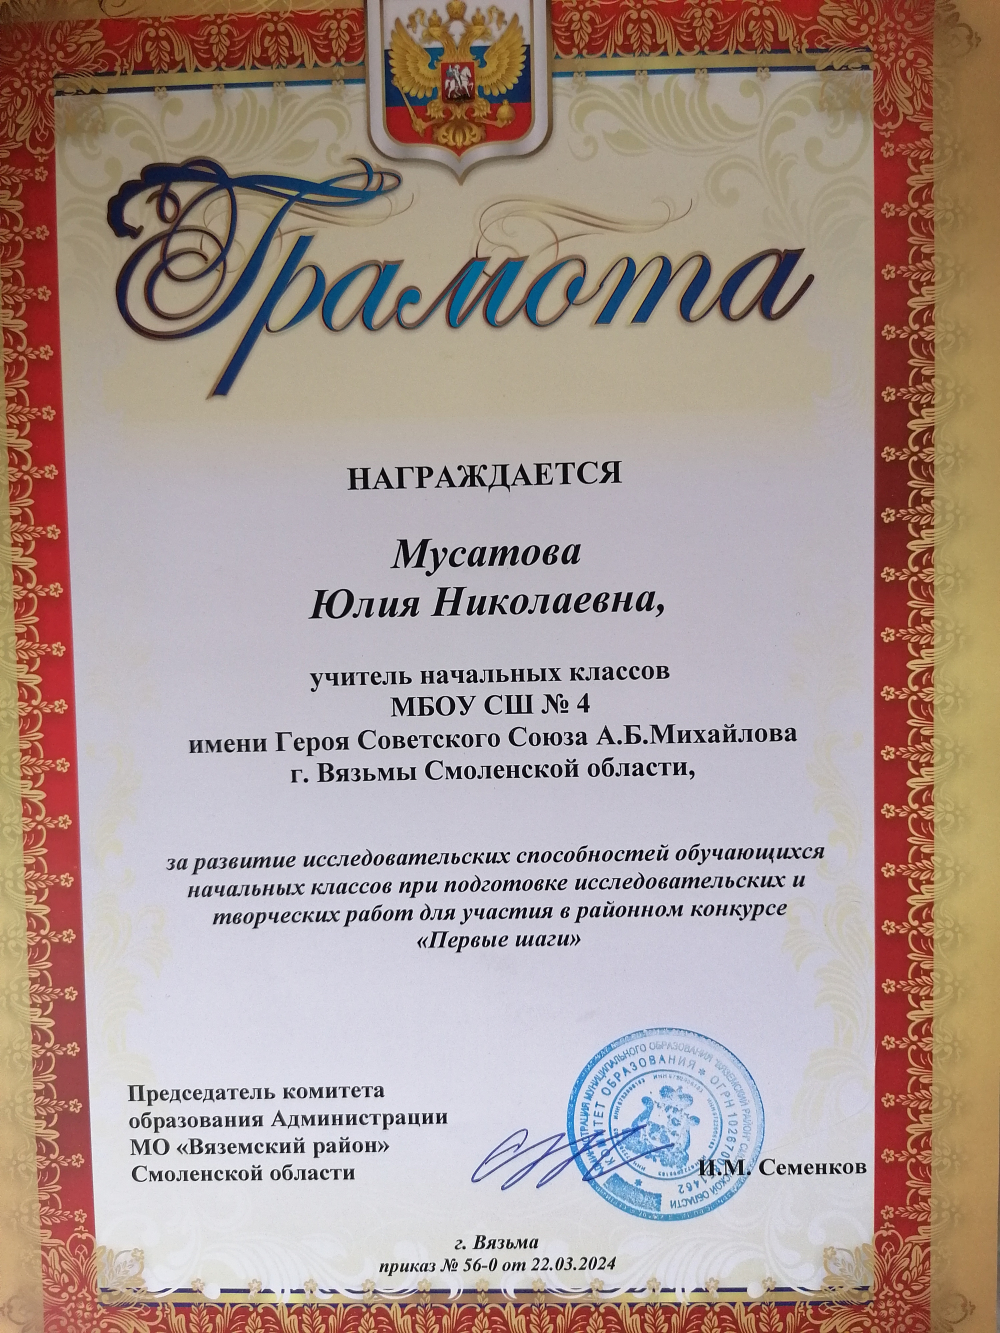 Грамота
НАГРАЖДАЕТСЯ
Мусатова
Юлия Николаевна,
учитель начальных классов
МБОУ СШ № 4
имени Героя Советского Союза А.Б.Михайлова
г. Вязьмы Смоленской области,
за развитие исследовательских способностей обучающихся
начальных классов при подготовке исследовательских и
творческих работ для участия в районном конкурсе
«Первые шаги»
Председатель комитета
образования Администрации
МО «Вяземский район»
Смоленской области
И.М. Семенков
КОМИТЕТ ОБРАЗОВАНИЯ
г. Вязьма
приказ № 56-0 от 22.03.2024